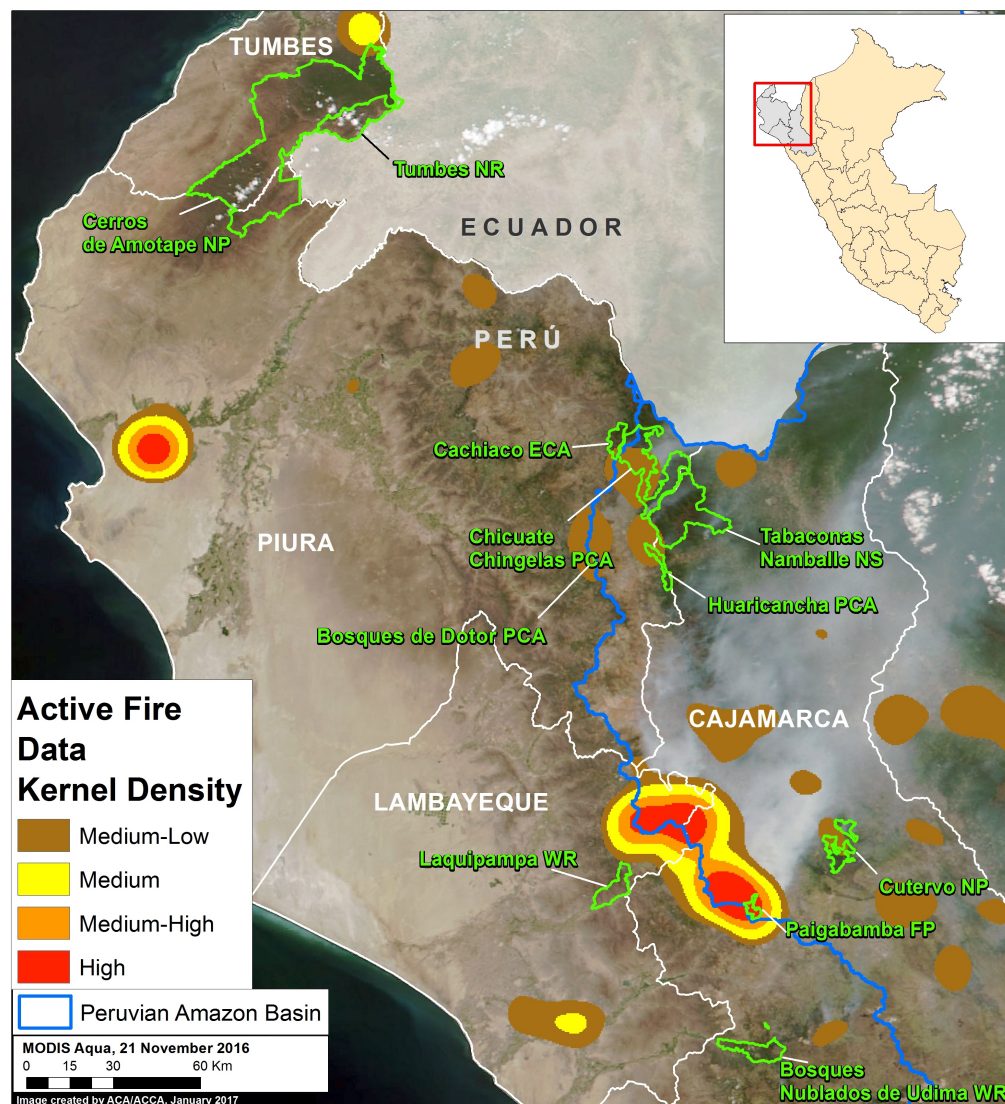 TUMBES
Tumbes NR
Cerros
de Amotape NP
ECUADOR
PERÚ
Cachiaco ECA
Chicuate
Chingelas PCA
Tabaconas
Namballe NS
PIURA
Huaricancha PCA
Bosques de Dotor PCA
CAJAMARCA
LAMBAYEQUE
Laquipampa WR
Cutervo NP
Paigabamba FP
Bosques
Nublados de Udima WR
Active Fire
Data
Kernel Density
Medium-Low
Medium
Medium-High
High
Peruvian Amazon Basin
MODIS Aqua, 21 November 2016
0 15 30 60 Km
Image created by ACA/ACCA, January 2017